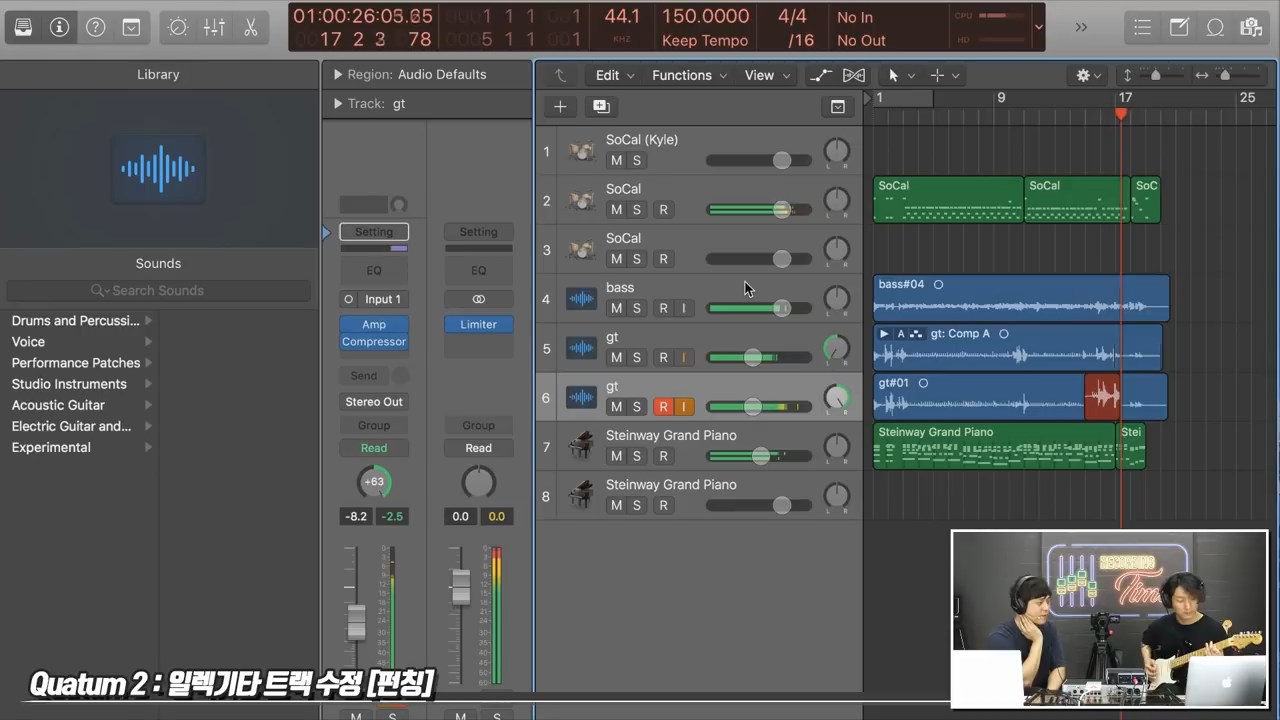 01:00:26:05.65
17 2 3 78
1 1 1 1
44.1
KHZ
150.0000
Keep Tempo
4/4
/16
No In
No Out
CPU
HD
Library
Region: Audio Defaults
Track: gt
Edit
Functions
View
1
9
17
25
Setting
Setting
EQ
EQ
Input 1
Amp
Compressor
Limiter
Send
Stereo Out
Group
Group
Read
Read
+63
-8.2
-2.5
0.0
0.0
M
S
M
S
Sounds
Search Sounds
Drums and Percussi...
Voice
Performance Patches
Studio Instruments
Acoustic Guitar
Electric Guitar and...
Experimental
1
SoCal (Kyle)
M S
L R
2
SoCal
M S R
L R
3
SoCal
M S R
L R
4
bass
M S R I
L R
5
gt
M S R I
L R
6
gt
M S R I
L R
7
Steinway Grand Piano
M S R
L R
8
Steinway Grand Piano
M S R
L R
SoCal
SoCal
SoC
bass#04
A
gt: Comp A
gt#01
Steinway Grand Piano
Stei
RECORDING
Time
Quatum 2 : 일렉기타 트랙 수정 [펀칭]